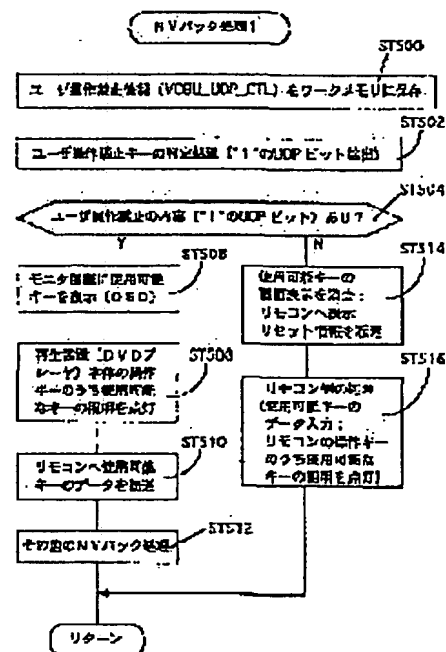 NVパック処理1
ST500
ユーザ操作禁止情報(VOBU_UOP_CTL)をワークメモリに保存
ST502
ユーザ操作禁止キーの判定処理("1"のUOPビット検出)
ST504
ユーザ操作禁止の内容("1"のUOPビット)あり?
Y
N
ST506
モニタ画面に使用可能
キーを表示(OSD)
ST508
再生装置(DVDプ
レーヤ)本体の操作
キーのうち使用可能
なキーの照明を点灯
ST510
リモコンへ使用可能
キーのデータを転送
ST512
その他のNVパック処理
ST514
使用可能キーの
画面表示を消去;
リモコンへ表示
リセット情報を転送
ST516
リモコン側の処理
(使用可能キーの
データ入力;
リモコンの操作キー
のうち使用可能な
キーの照明を点灯)
リターン